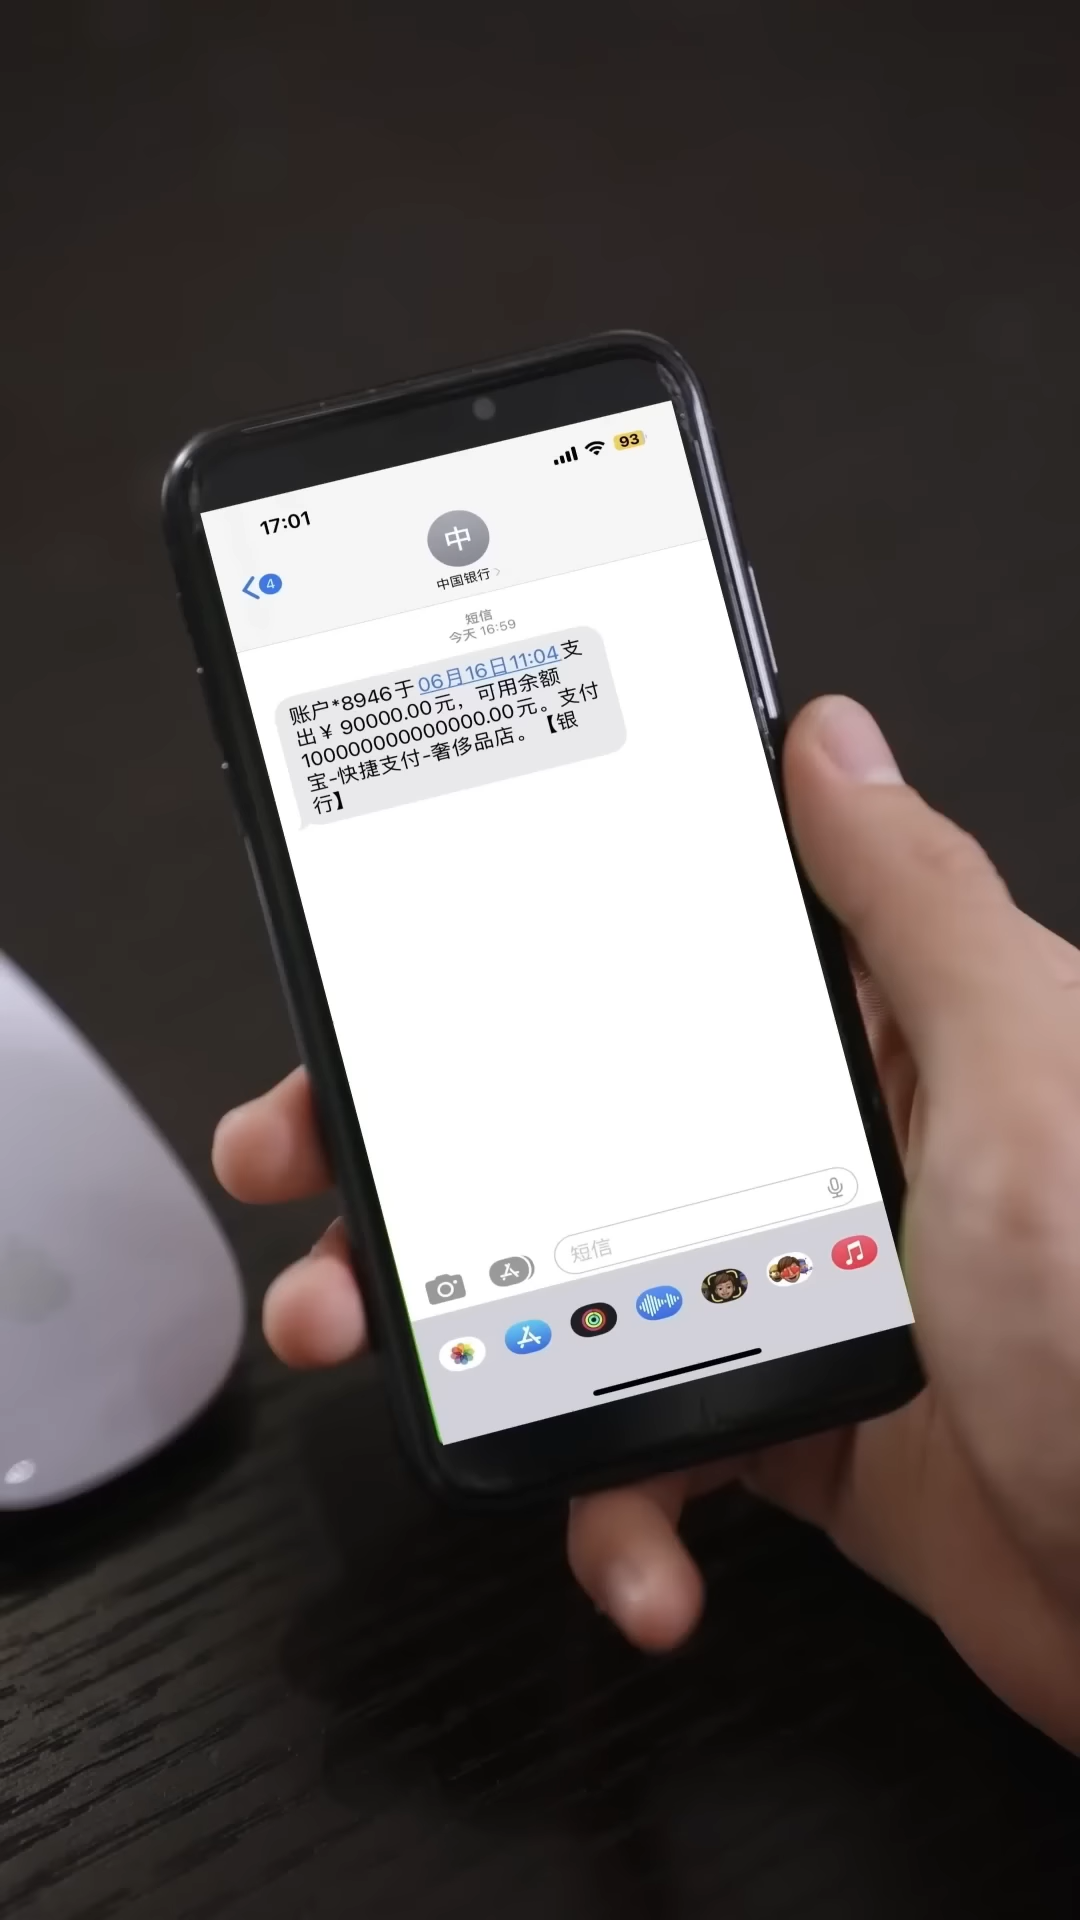 17:01
93
4
中
中国银行
短信
今天 16:59
账户*8946于06月16日11:04支
出¥ 90000.00元，可用余额
100000000000000.00元。支付
宝-快捷支付-奢侈品店。【银
行】
短信